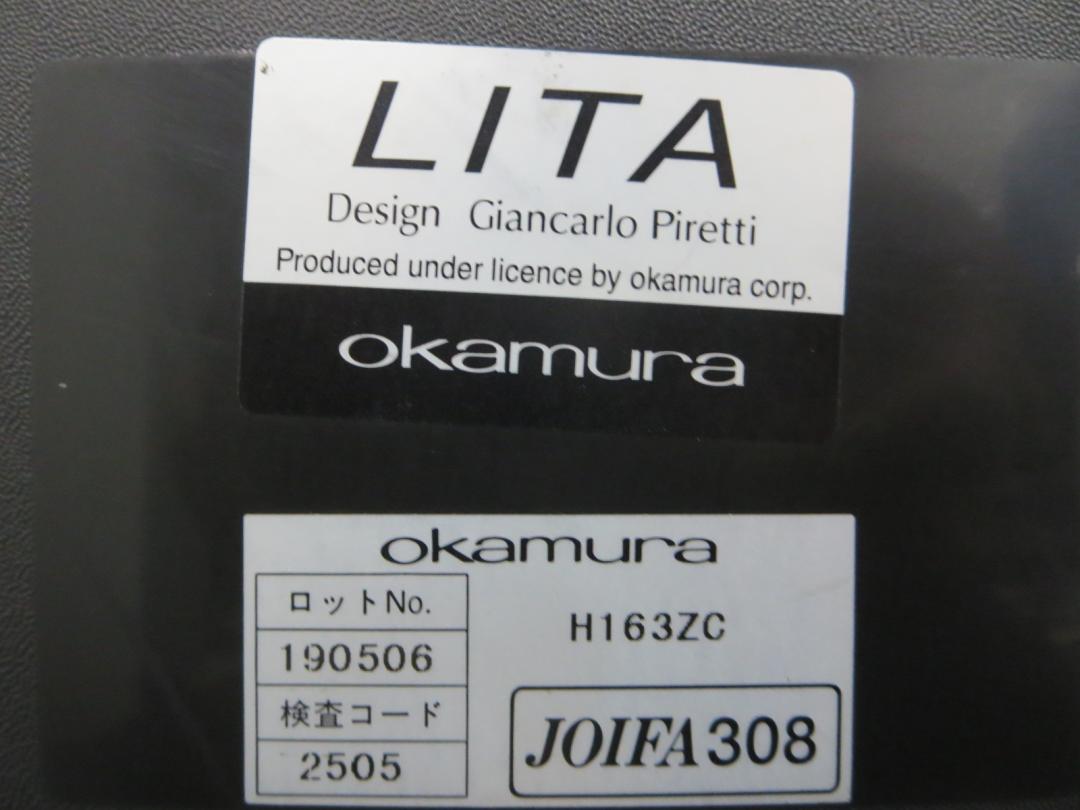 LITA
Design Giancarlo Piretti
Produced under licence by okamura corp.
okamura
okamura
ロットNo.
190506
検査コード
2505
H163ZC
JOIFA308